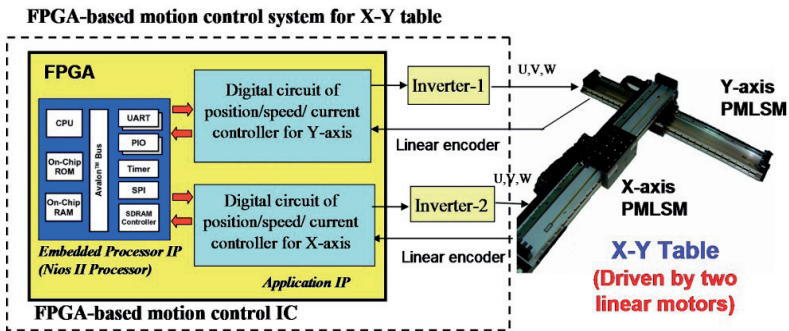 FPGA-based motion control system for X-Y table
FPGA
CPU
On-Chip
ROM
On-Chip
RAM
Avalon™ Bus
UART
PIO
Timer
SPI
SDRAM
Controller
Embedded Processor IP
(Nios II Processor)
Digital circuit of
position/speed/ current
controller for Y-axis
Digital circuit of
position/speed/ current
controller for X-axis
Application IP
FPGA-based motion control IC
Inverter-1
U,V,W
Linear encoder
Inverter-2
U,V,W
Linear encoder
Y-axis
PMLSM
X-axis
PMLSM
X-Y Table
(Driven by two
linear motors)